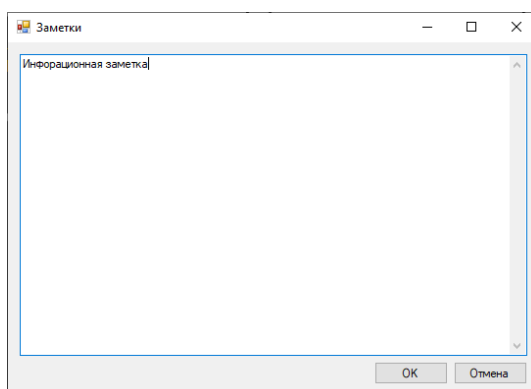 Заметки
Инфорационная заметка
OK
Отмена